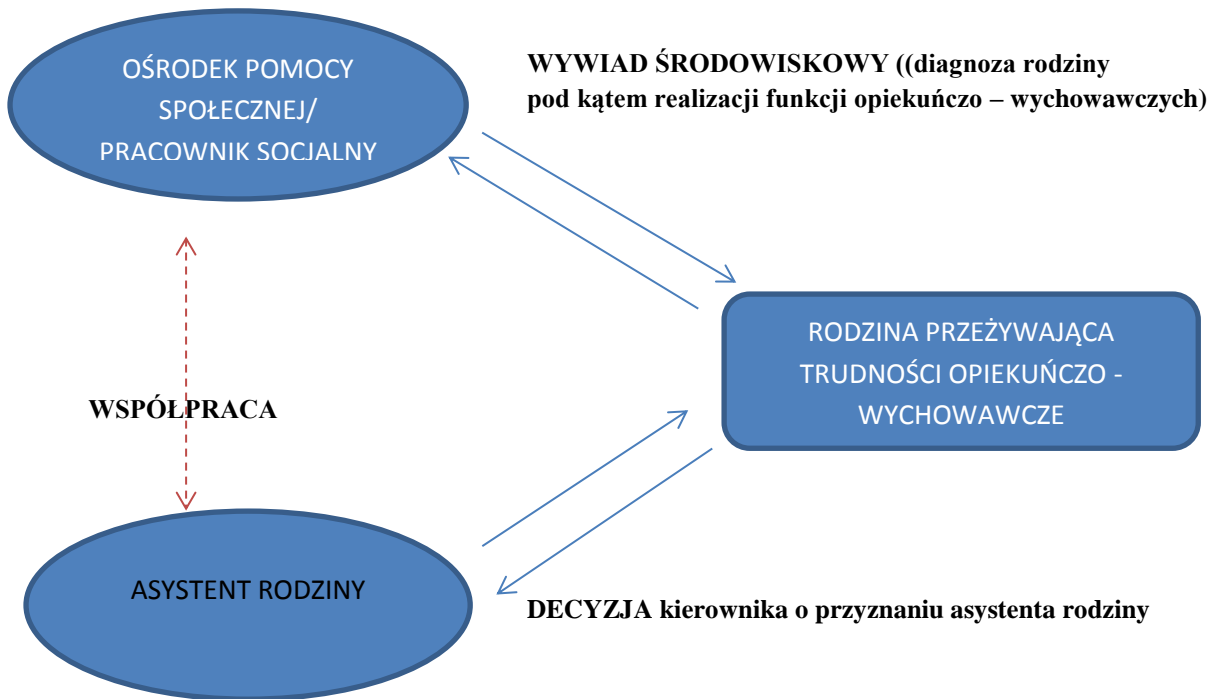 OŚRODEK POMOCY
SPOŁECZNEJ/
PRACOWNIK SOCJALNY
WYWIAD ŚRODOWISKOWY ((diagnoza rodziny
pod kątem realizacji funkcji opiekuńczo – wychowawczych)
RODZINA PRZEŻYWAJĄCA
TRUDNOŚCI OPIEKUŃCZO -
WYCHOWAWCZE
WSPÓŁPRACA
ASYSTENT RODZINY
DECYZJA kierownika o przyznaniu asystenta rodziny